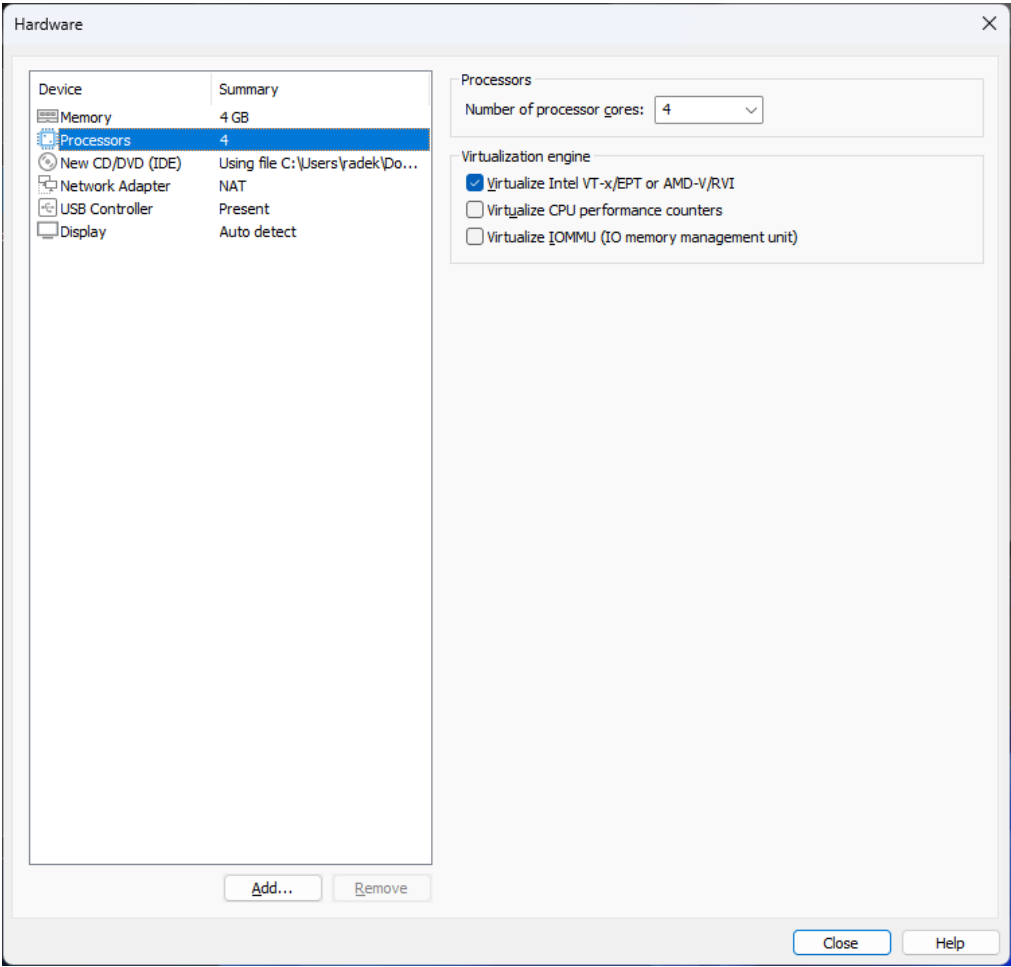 Hardware
Device Summary
Memory 4 GB
Processors 4
New CD/DVD (IDE) Using file C:\Users\radek\Do...
Network Adapter NAT
USB Controller Present
Display Auto detect
Add... Remove
Processors
Number of processor cores: 4
Virtualization engine
Virtualize Intel VT-x/EPT or AMD-V/RVI
Virtualize CPU performance counters
Virtualize IOMMU (IO memory management unit)
Close Help